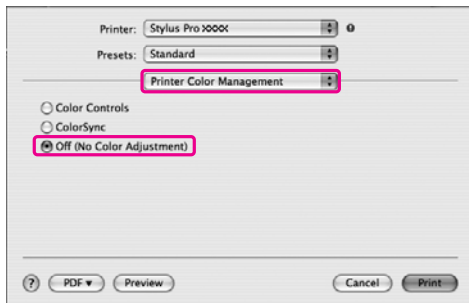 Printer: Stylus Pro XXXX
Presets: Standard
Printer Color Management
Color Controls
ColorSync
Off (No Color Adjustment)
? PDF ▼ Preview Cancel Print